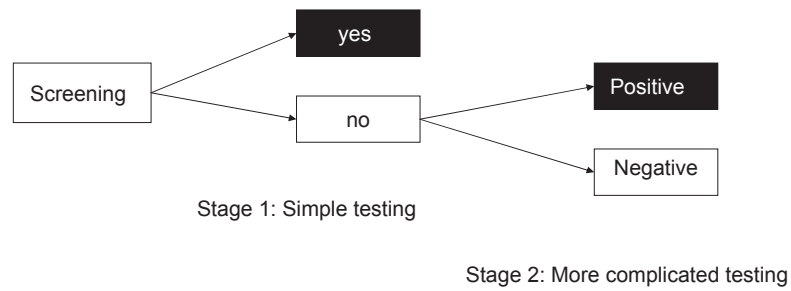 yes
Screening
Positive
no
Negative
Stage 1: Simple testing
Stage 2: More complicated testing